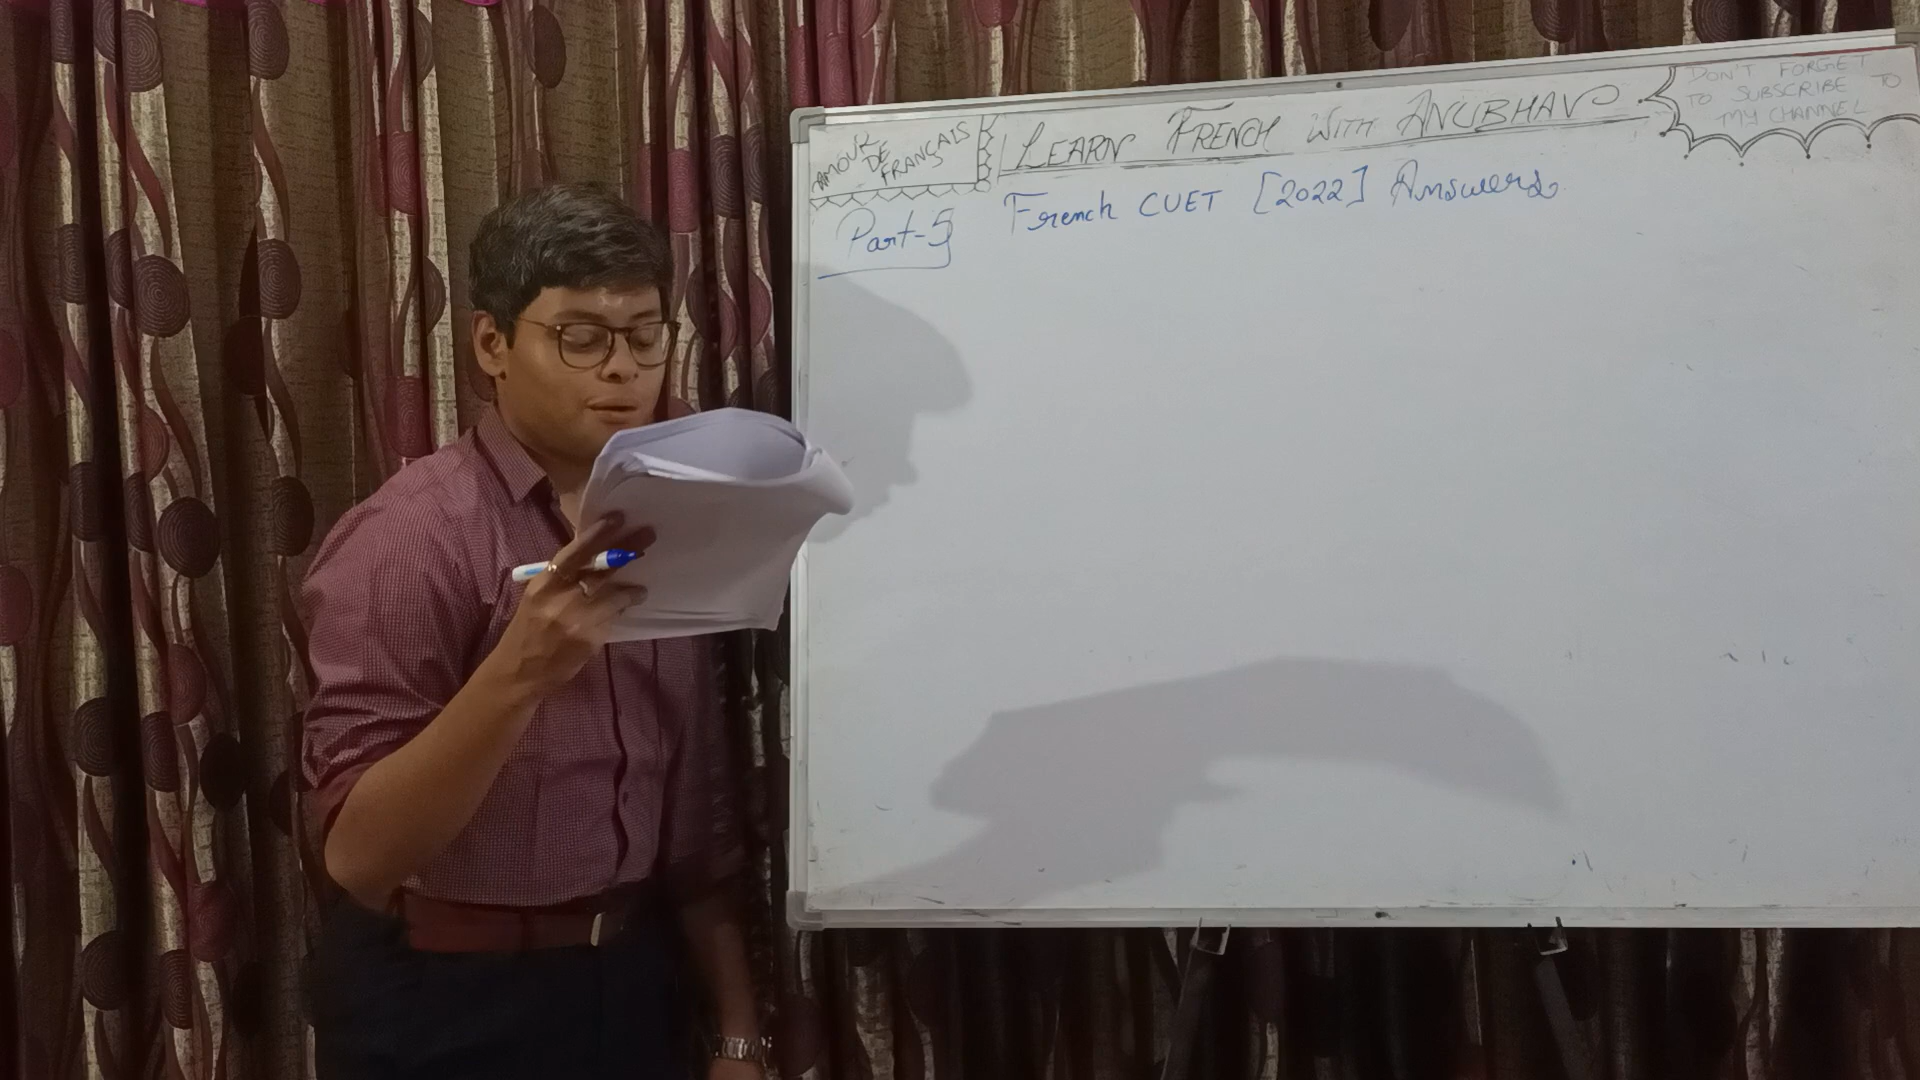 AMOUR
DE
FRANÇAIS
LEARN FRENCH WITH ANUBHAV
DON'T FORGET
TO SUBSCRIBE TO
MY CHANNEL
Part-5
French CUET [2022] Answers